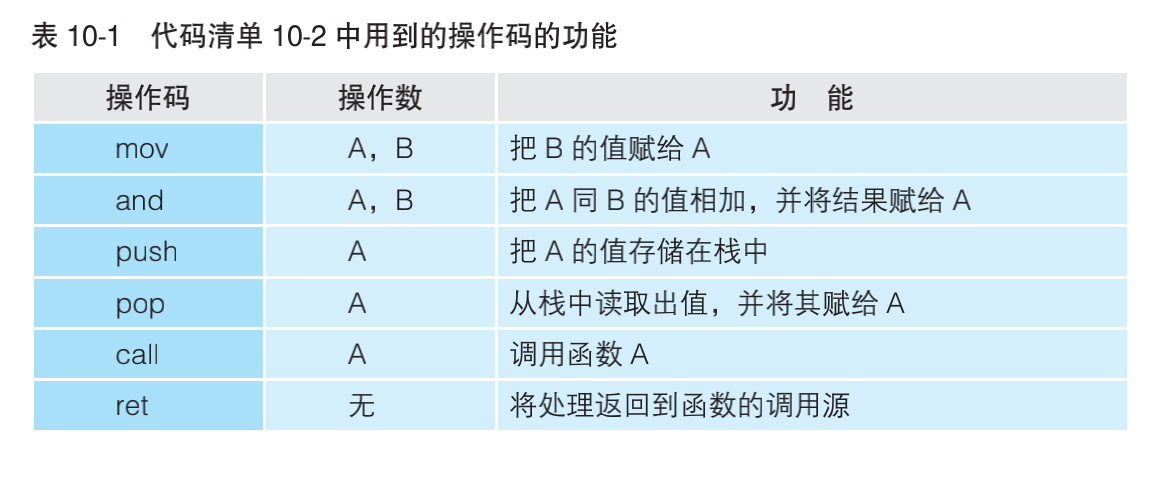 表 10-1 代码清单 10-2 中用到的操作码的功能
操作码 操作数 功 能
mov A，B 把 B 的值赋给 A
and A，B 把 A 同 B 的值相加，并将结果赋给 A
push A 把 A 的值存储在栈中
pop A 从栈中读取出值，并将其赋给 A
call A 调用函数 A
ret 无 将处理返回到函数的调用源